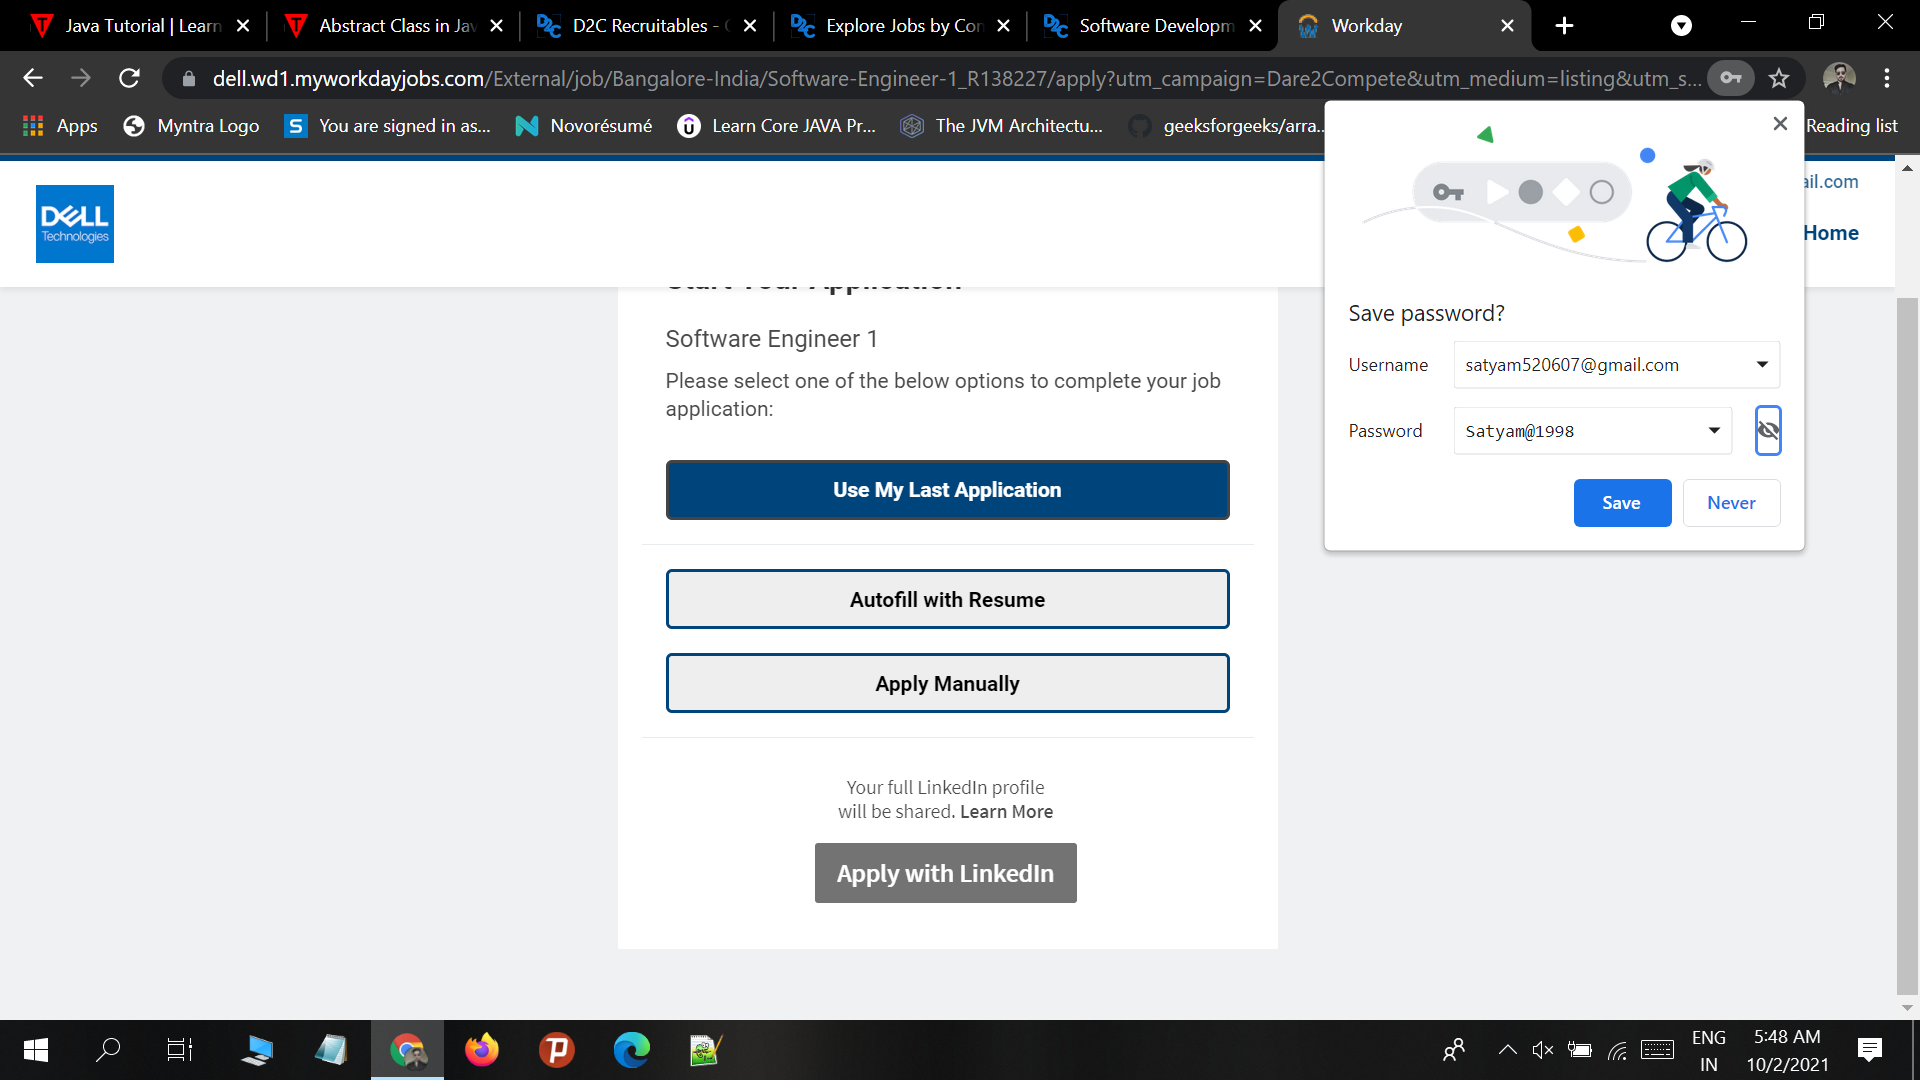 Java Tutorial | Learn
Abstract Class in Jav
D2C Recruitables -
Explore Jobs by Con
Software Developm
Workday
dell.wd1.myworkdayjobs.com/External/job/Bangalore-India/Software-Engineer-1_R138227/apply?utm_campaign=Dare2Compete&utm_medium=listing&utm_s...
Apps
Myntra Logo
S You are signed in as...
Novorésumé
Learn Core JAVA Pr...
The JVM Architectu...
geeksforgeeks/arra...
Reading list
DELL
Technologies
ail.com
Home
Start Your Application
Software Engineer 1
Please select one of the below options to complete your job
application:
Use My Last Application
Autofill with Resume
Apply Manually
Your full LinkedIn profile
will be shared. Learn More
Apply with LinkedIn
Save password?
Username satyam520607@gmail.com
Password Satyam@1998
Save Never
ENG
IN
5:48 AM
10/2/2021